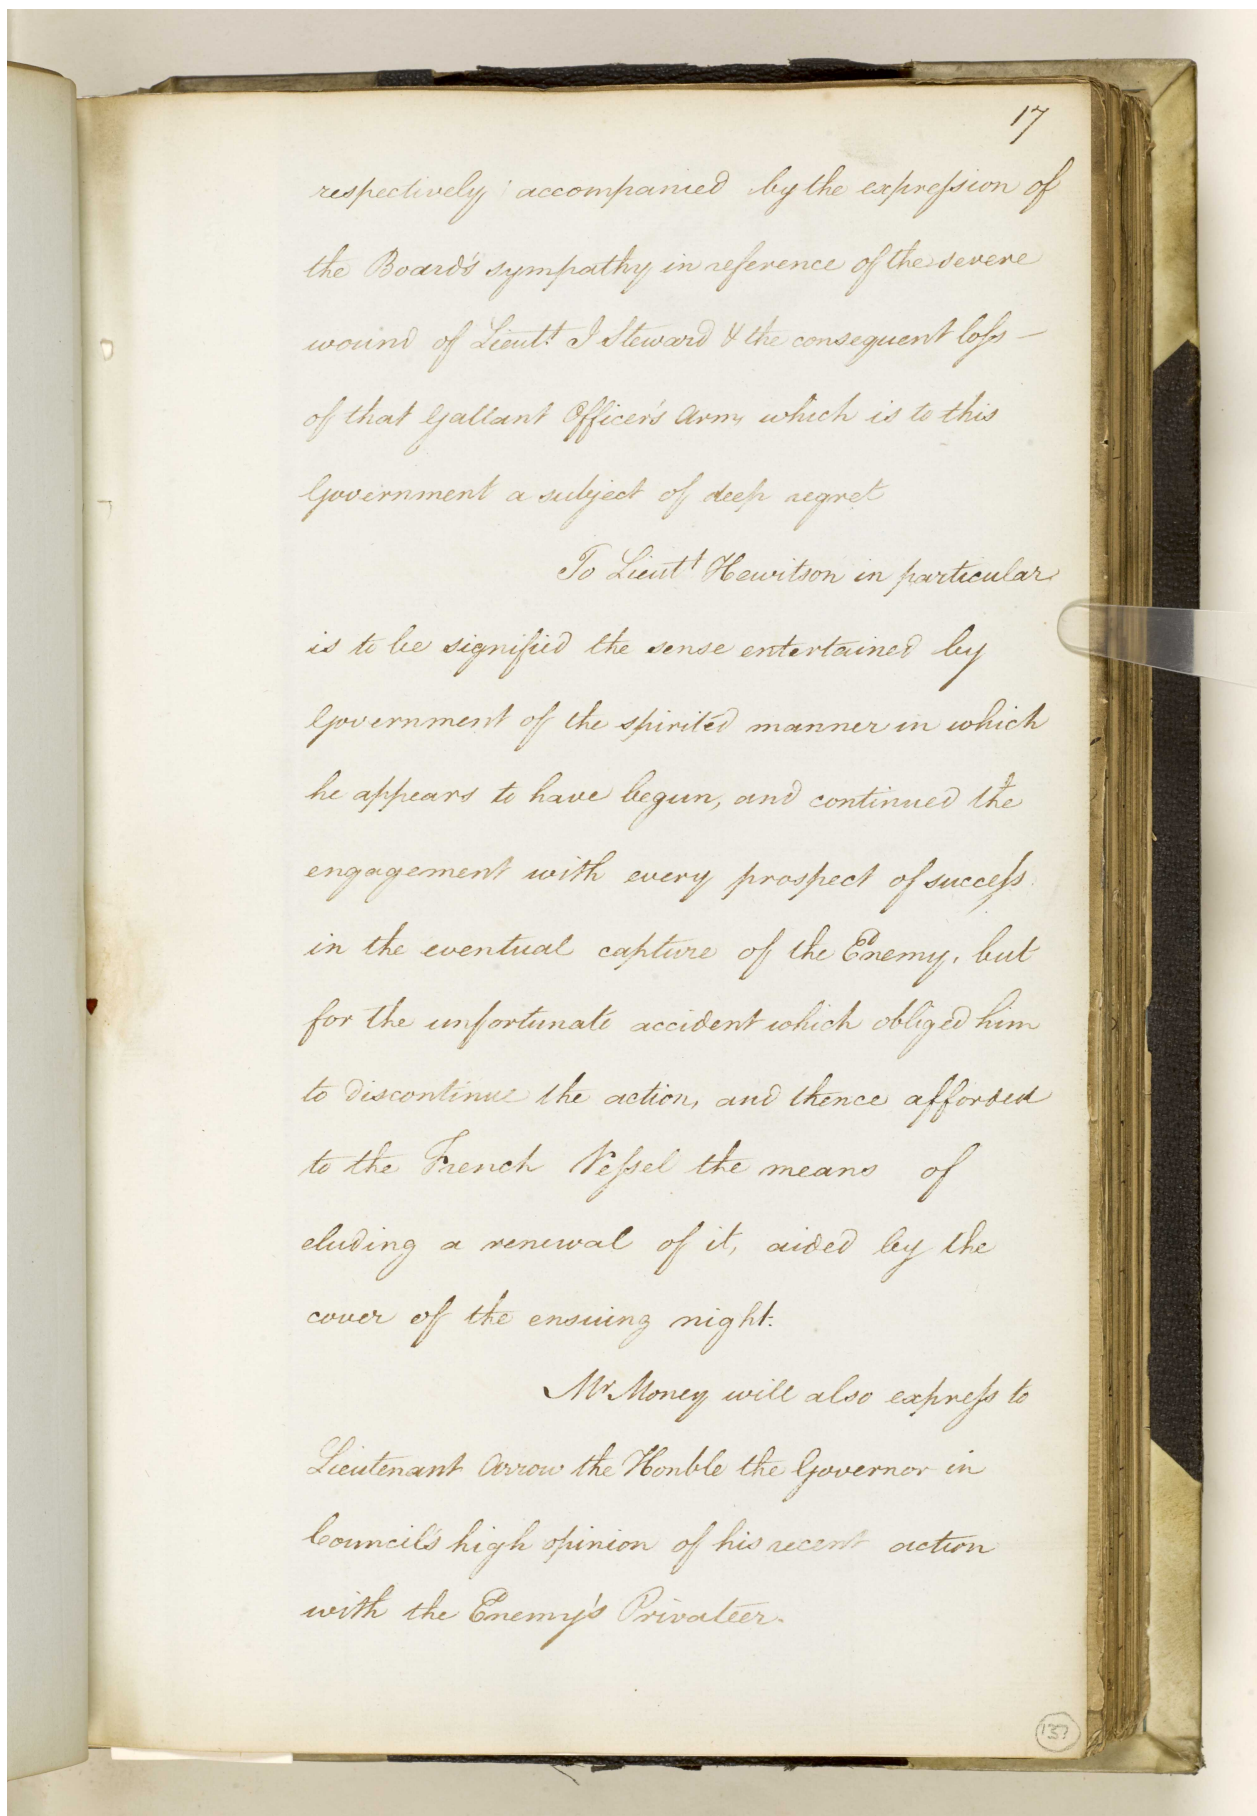 17
respectively accompanied by the expreſsion of
the Board's sympathy in reference of the severe
wound of Lieutt. J Steward & the consequent loſs —
of that Gallant Officer's Arm, which is to this
Government a subject of deep regret
To Lieutt Hewitson in particular
is to be signified the sense entertained by
Government of the spirited manner in which
he appears to have begun, and continued the
engagement with every prospect of succeſs
in the eventual capture of the Enemy, but
for the unfortunate accident which obliged him
to discontinue the action, and thence afforded
to the French Veſsel the means of
eluding a renewal of it, aided by the
cover of the ensuing night.
Mr Money will also expreſs to
Lieutenant Arrow the Honble the Governor in
Council's high opinion of his recent action
with the Enemy's Privateer.